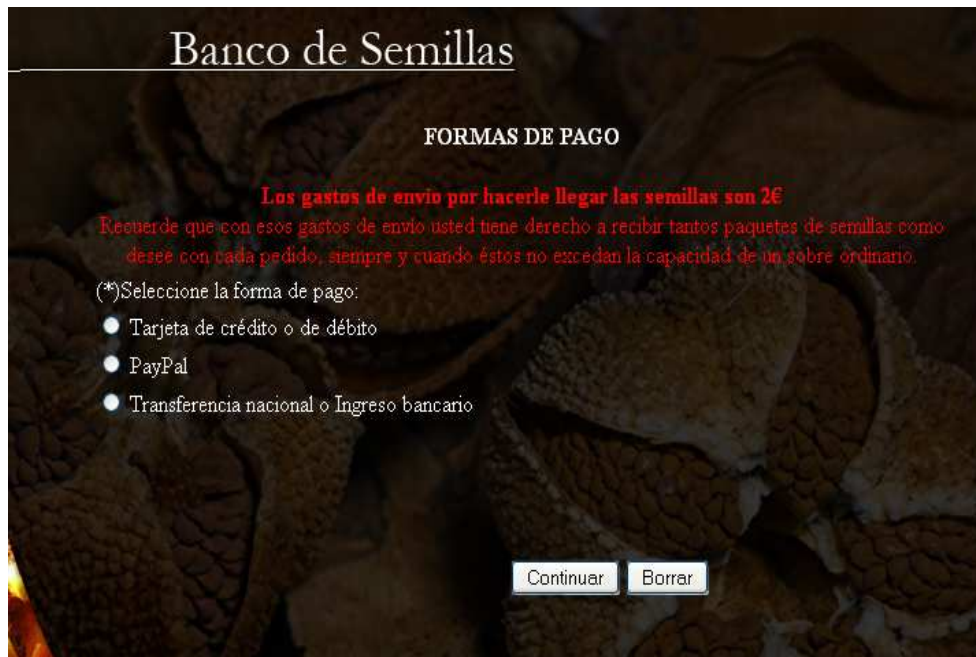 Banco de Semillas
FORMAS DE PAGO
Los gastos de envío por hacerle llegar las semillas son 2€
Recuerde que con esos gastos de envío usted tiene derecho a recibir tantos paquetes de semillas como
desee con cada pedido, siempre y cuando éstos no excedan la capacidad de un sobre ordinario.
(*)Seleccione la forma de pago:
Tarjeta de crédito o de débito
PayPal
Transferencia nacional o Ingreso bancario
Continuar Borrar